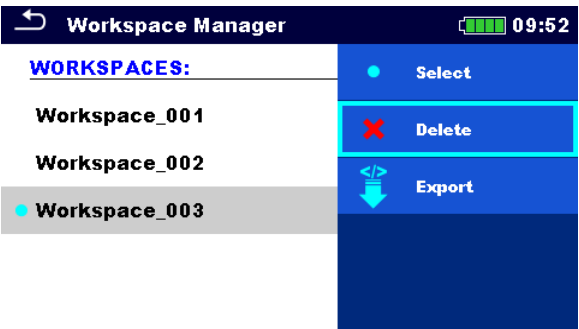 Workspace Manager 09:52
WORKSPACES:
Workspace_001
Workspace_002
Workspace_003
Select
Delete
</>
Export